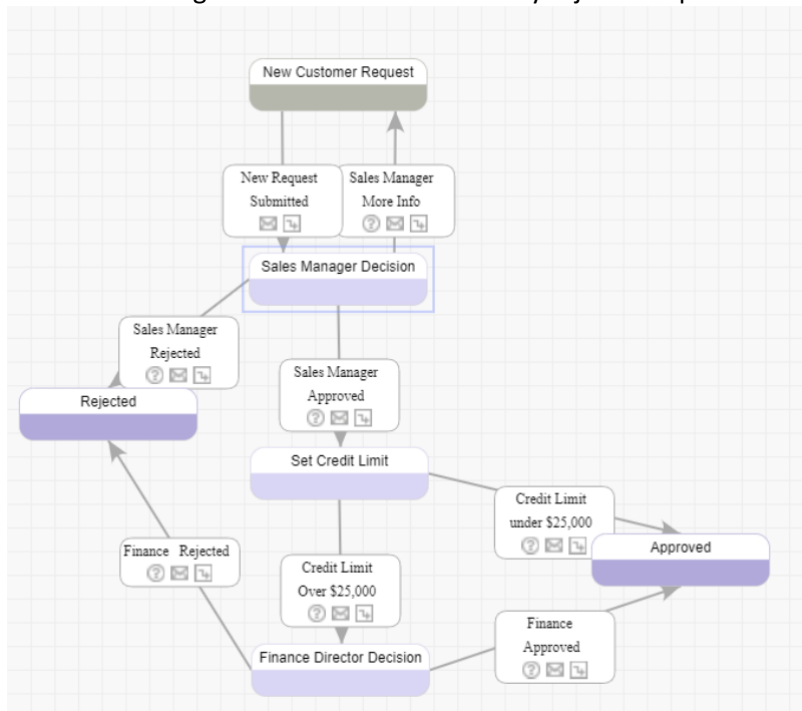 New Customer Request
New Request
Submitted
Sales Manager
More Info
Sales Manager Decision
Sales Manager
Rejected
Rejected
Sales Manager
Approved
Set Credit Limit
Credit Limit
under $25,000
Approved
Finance Rejected
Credit Limit
Over $25,000
Finance
Approved
Finance Director Decision